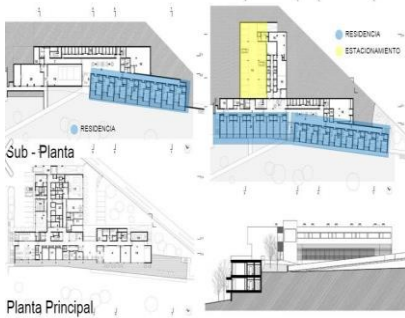 RESIDENCIA
ESTACIONAMIENTO
RESIDENCIA
Sub - Planta
Planta Principal